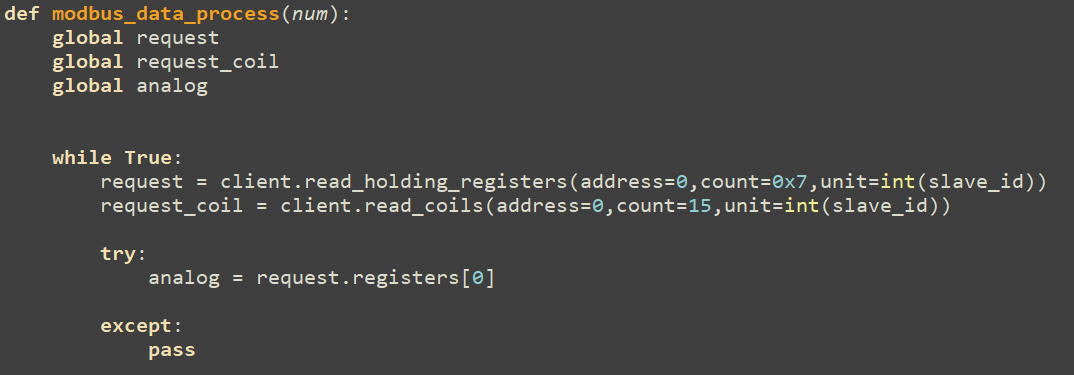 def modbus_data_process(num):
    global request
    global request_coil
    global analog
    while True:
        request = client.read_holding_registers(address=0,count=0x7,unit=int(slave_id))
        request_coil = client.read_coils(address=0,count=15,unit=int(slave_id))
        try:
            analog = request.registers[0]
        except:
            pass